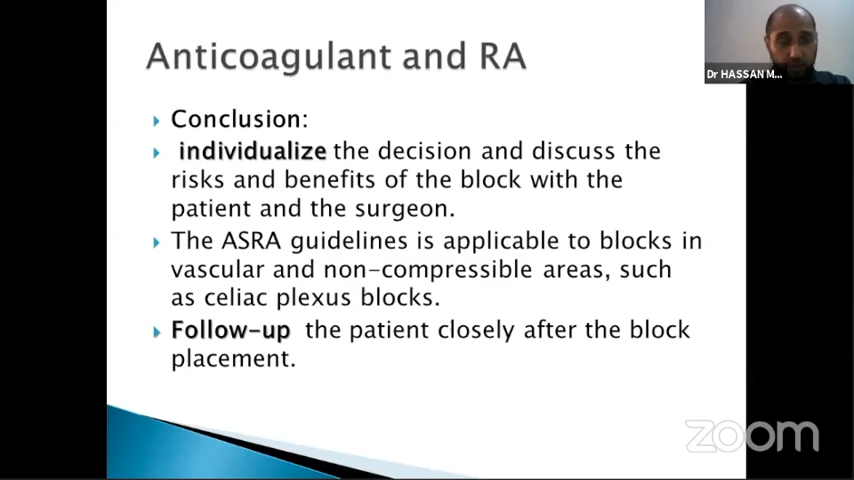 Anticoagulant and RA
Conclusion:
individualize the decision and discuss the
risks and benefits of the block with the
patient and the surgeon.
The ASRA guidelines is applicable to blocks in
vascular and non-compressible areas, such
as celiac plexus blocks.
Follow-up the patient closely after the block
placement.
Dr HASSAN M...
zoom